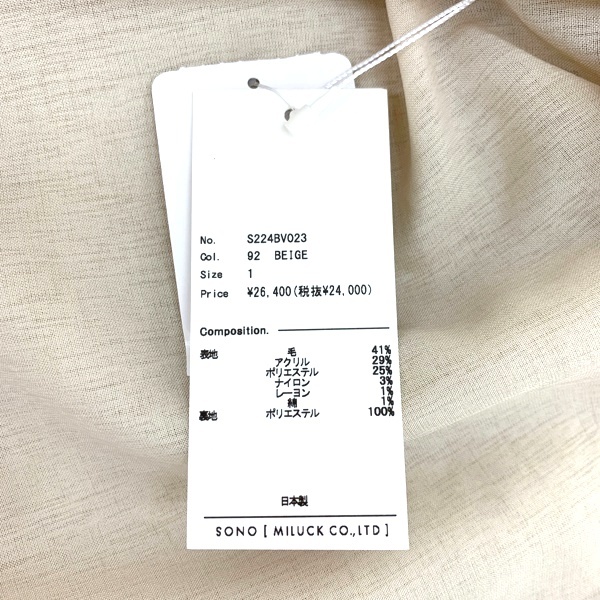 No. S224BV023
Col. 92 BEIGE
Size 1
Price ¥26,400(税抜¥24,000)
Composition.
表地 毛 41%
アクリル 29%
ポリエステル 25%
ナイロン 3%
レーヨン 1%
綿 1%
裏地 ポリエステル 100%
日本製
SONO [ MILUCK CO.,LTD ]